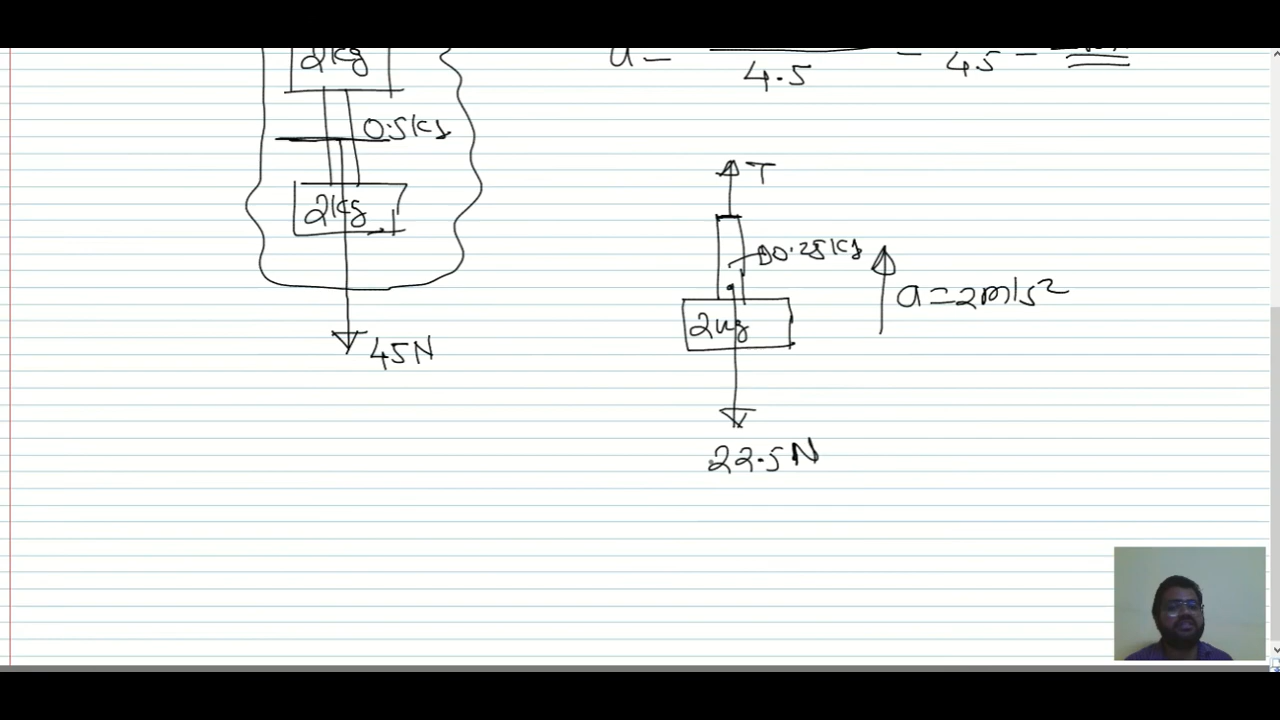 2kg
a =
4.5
45
0.5kg
T
2kg
0.25kg
a=2m/s²
2kg
45N
22.5N